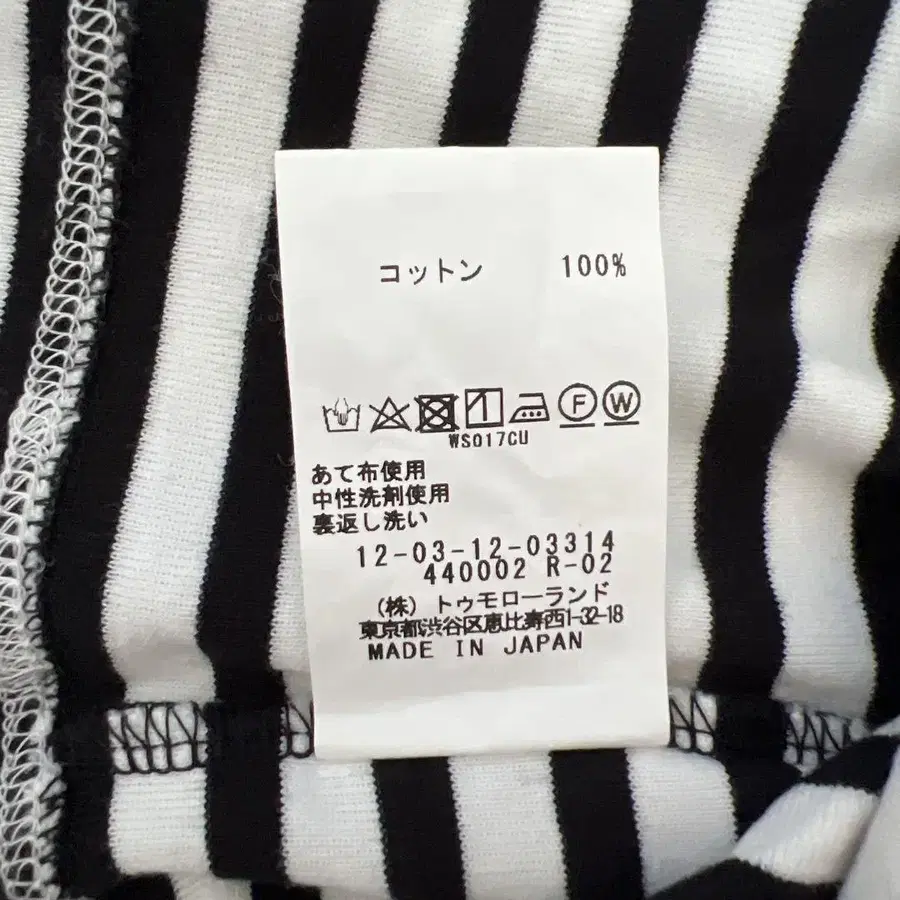 コットン 100%
F W
WS017CU
あて布使用
中性洗剤使用
裏返し洗い
12-03-12-03314
440002 R-02
(株) トゥモローランド
東京都渋谷区恵比寿西1-32-18
MADE IN JAPAN